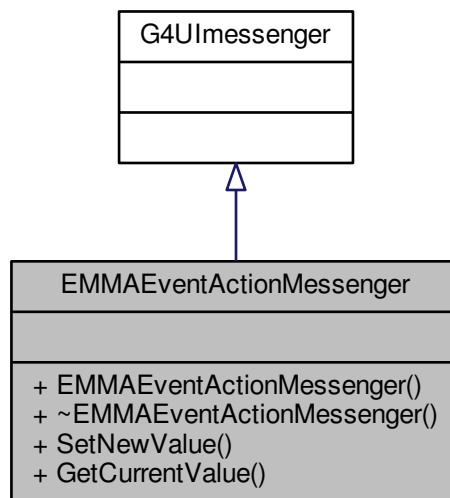 G4UImessenger
EMMAEventActionMessenger
+ EMMAEventActionMessenger()
+ ~EMMAEventActionMessenger()
+ SetNewValue()
+ GetCurrentValue()